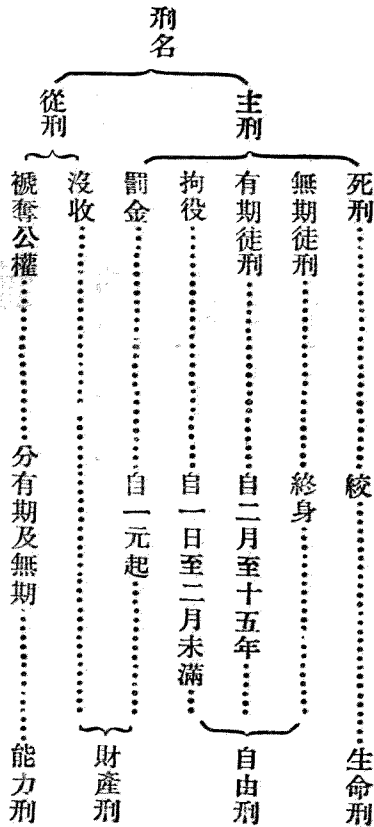 刑名
主刑
死刑………絞………生命刑
無期徒刑………終身………
有期徒刑………自二月至十五年………
拘役………自一日至二月未滿………
自由刑
罰金………自一元起………
從刑
沒收………
財產刑
褫奪公權………分有期及無期………能力刑